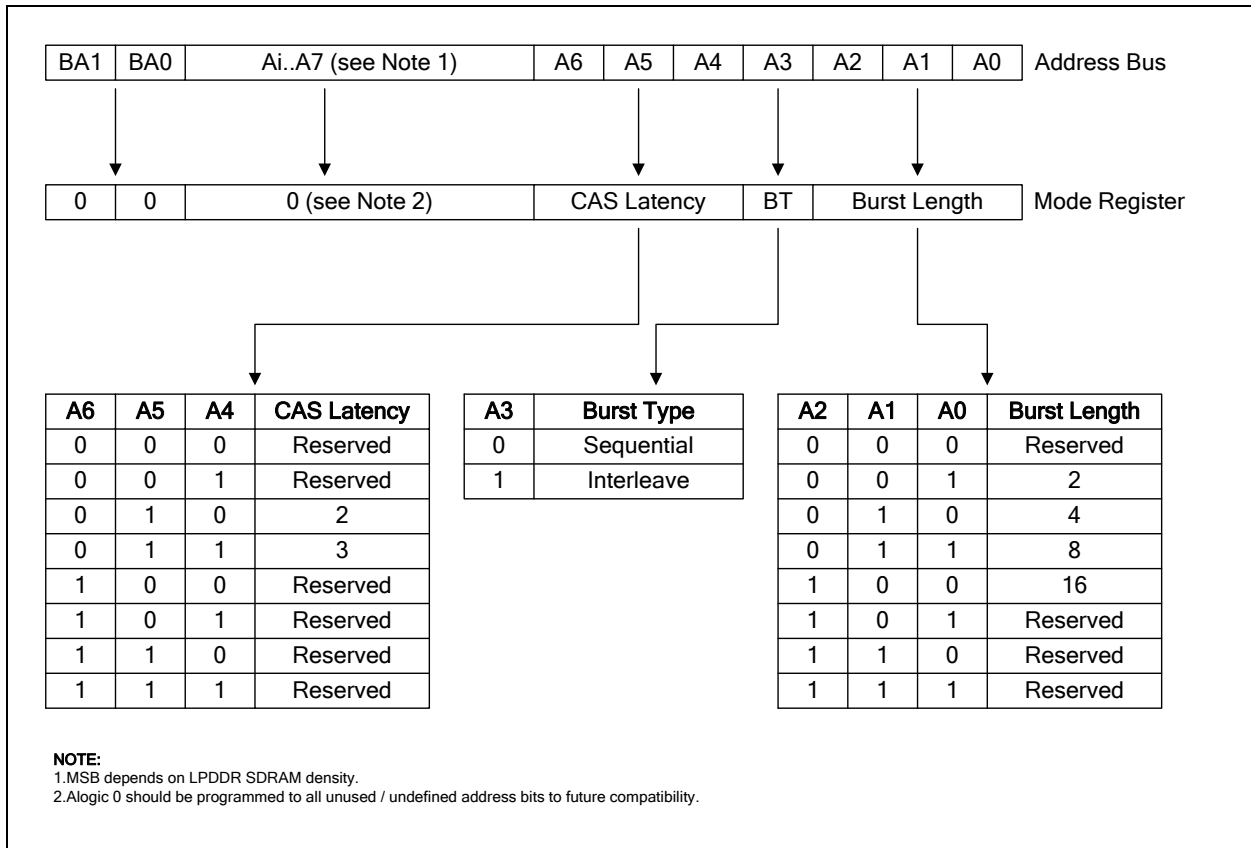 BA1 BA0 Ai..A7 (see Note 1) A6 A5 A4 A3 A2 A1 A0 Address Bus
0 0 0 (see Note 2) CAS Latency BT Burst Length Mode Register
A6 A5 A4 CAS Latency
0 0 0 Reserved
0 0 1 Reserved
0 1 0 2
0 1 1 3
1 0 0 Reserved
1 0 1 Reserved
1 1 0 Reserved
1 1 1 Reserved
A3 Burst Type
0 Sequential
1 Interleave
A2 A1 A0 Burst Length
0 0 0 Reserved
0 0 1 2
0 1 0 4
0 1 1 8
1 0 0 16
1 0 1 Reserved
1 1 0 Reserved
1 1 1 Reserved
NOTE:
1.MSB depends on LPDDR SDRAM density.
2.Alogic 0 should be programmed to all unused / undefined address bits to future compatibility.